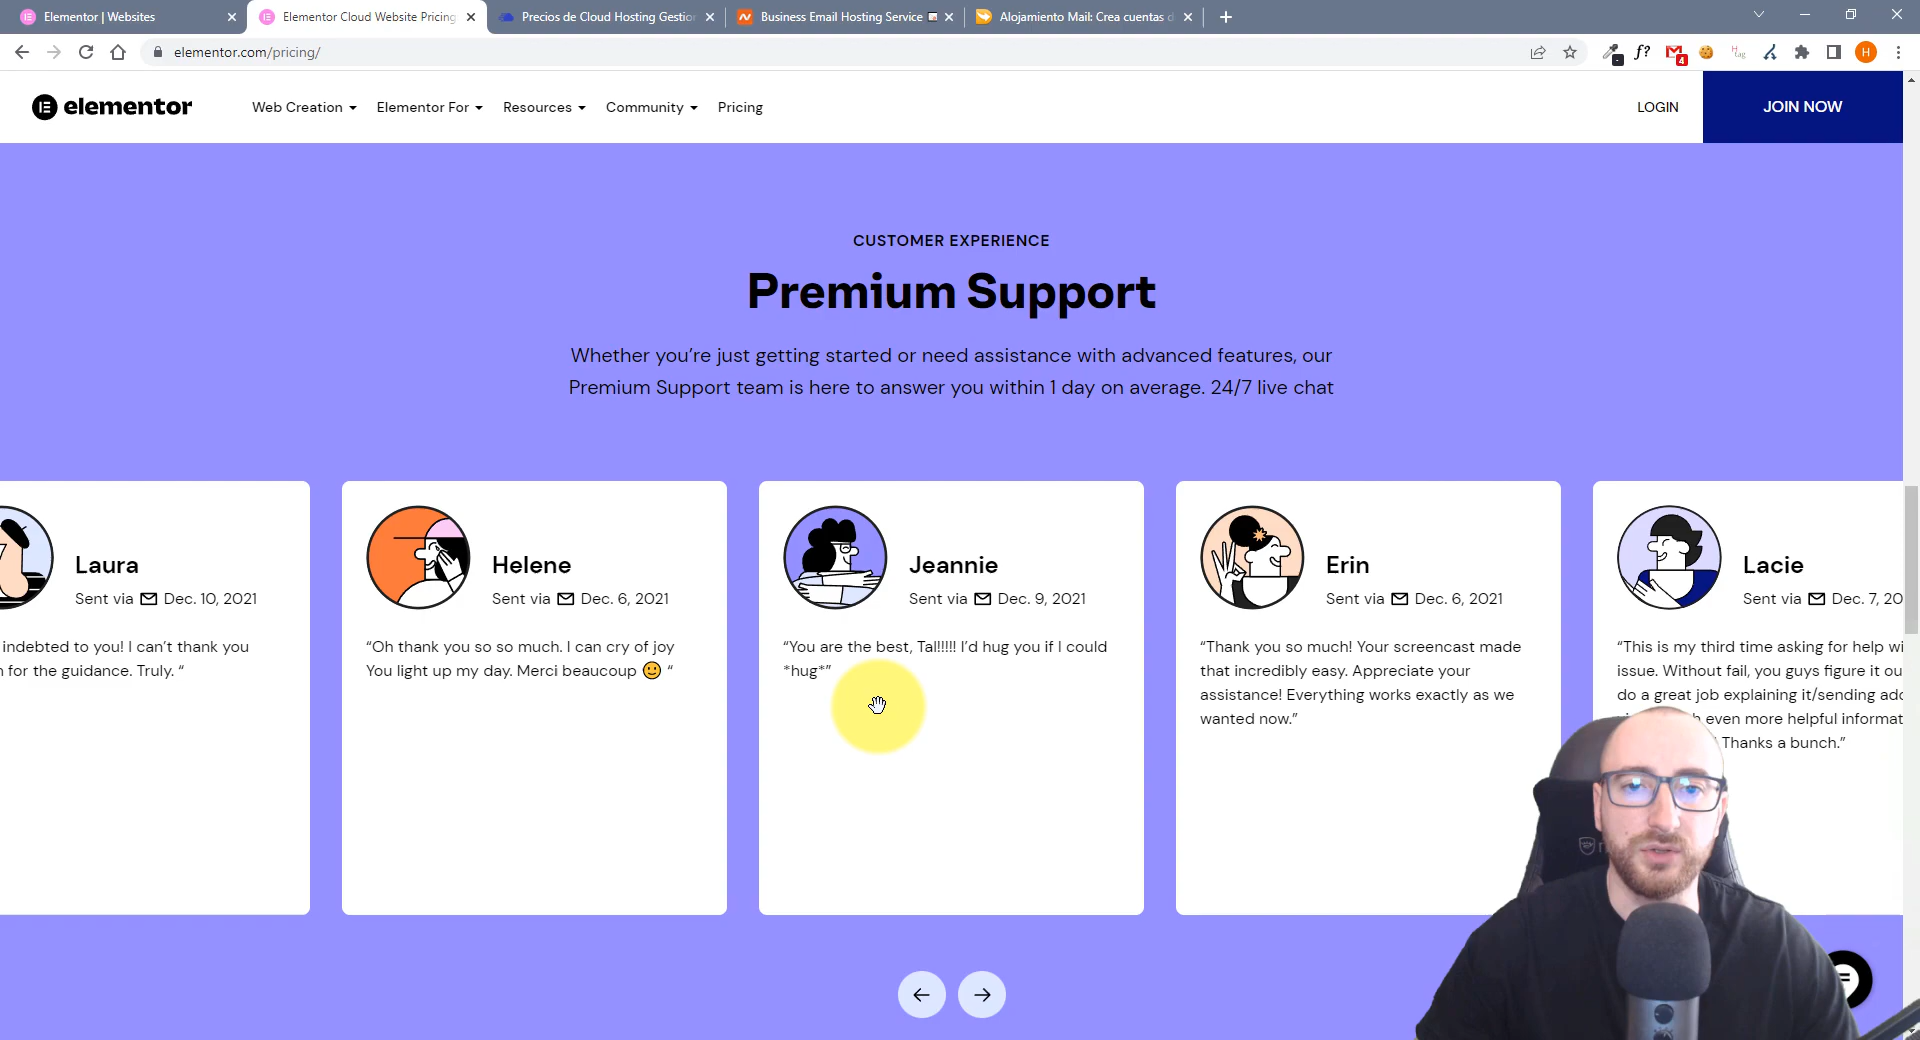 Elementor | Websites
Elementor Cloud Website Pricing
Precios de Cloud Hosting Gestion
Business Email Hosting Service
Alojamiento Mail: Crea cuentas d
elementor.com/pricing/
f?
4
H
tag
elementor
Web Creation
Elementor For
Resources
Community
Pricing
LOGIN
JOIN NOW
CUSTOMER EXPERIENCE
Premium Support
Whether you’re just getting started or need assistance with advanced features, our
Premium Support team is here to answer you within 1 day on average. 24/7 live chat
Laura
Sent via Dec. 10, 2021
indebted to you! I can’t thank you
for the guidance. Truly. “
Helene
Sent via Dec. 6, 2021
“Oh thank you so so much. I can cry of joy
You light up my day. Merci beaucoup 🙂 “
Jeannie
Sent via Dec. 9, 2021
“You are the best, Tal!!!!! I’d hug you if I could
*hug*”
Erin
Sent via Dec. 6, 2021
“Thank you so much! Your screencast made
that incredibly easy. Appreciate your
assistance! Everything works exactly as we
wanted now.”
Lacie
Sent via Dec. 7, 20
“This is my third time asking for help wi
issue. Without fail, you guys figure it ou
do a great job explaining it/sending add
even more helpful informat
Thanks a bunch.”